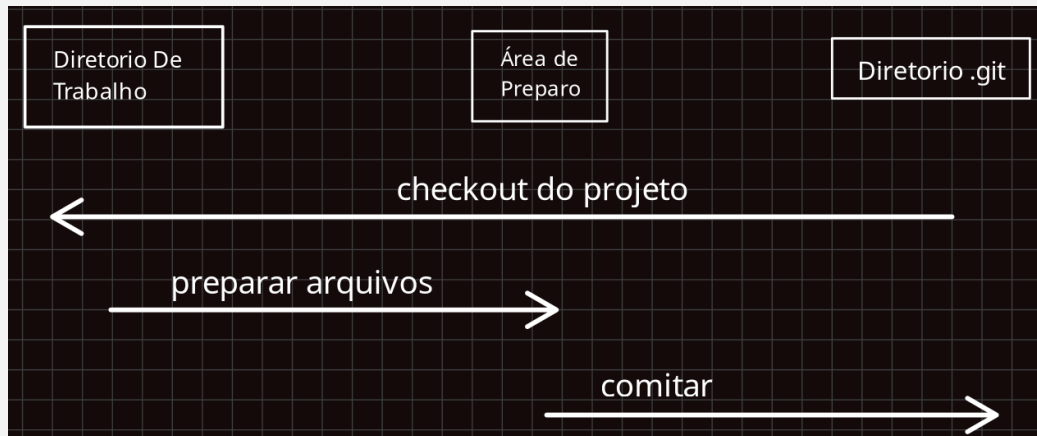 Diretorio De
Trabalho
Área de
Preparo
Diretorio .git
checkout do projeto
preparar arquivos
comitar